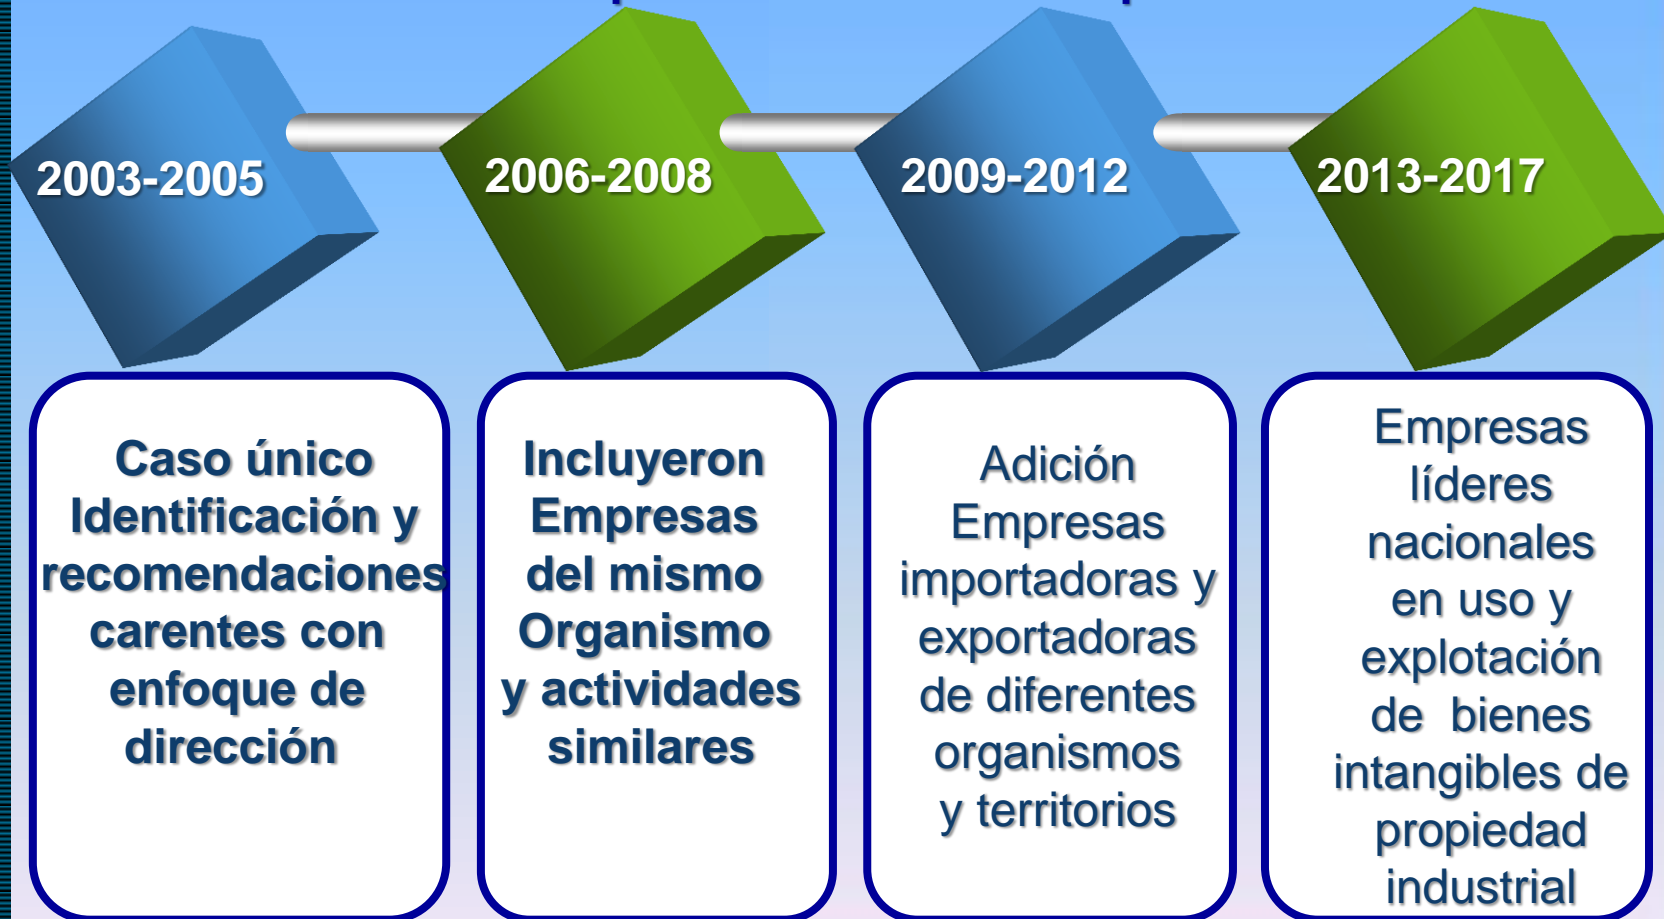 2003-2005
2006-2008
2009-2012
2013-2017
Caso único
Identificación y
recomendaciones
carentes con
enfoque de
dirección
Incluyeron
Empresas
del mismo
Organismo
y actividades
similares
Adición
Empresas
importadoras y
exportadoras
de diferentes
organismos
y territorios
Empresas
líderes
nacionales
en uso y
explotación
de bienes
intangibles de
propiedad
industrial